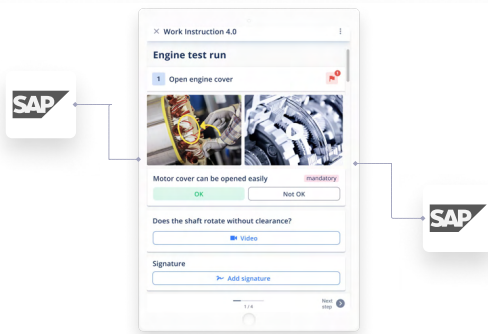 SAP
× Work Instruction 4.0
Engine test run
1 Open engine cover
Motor cover can be opened easily mandatory
OK Not OK
Does the shaft rotate without clearance?
Video
Signature
Add signature
1 / 6
Next step
SAP